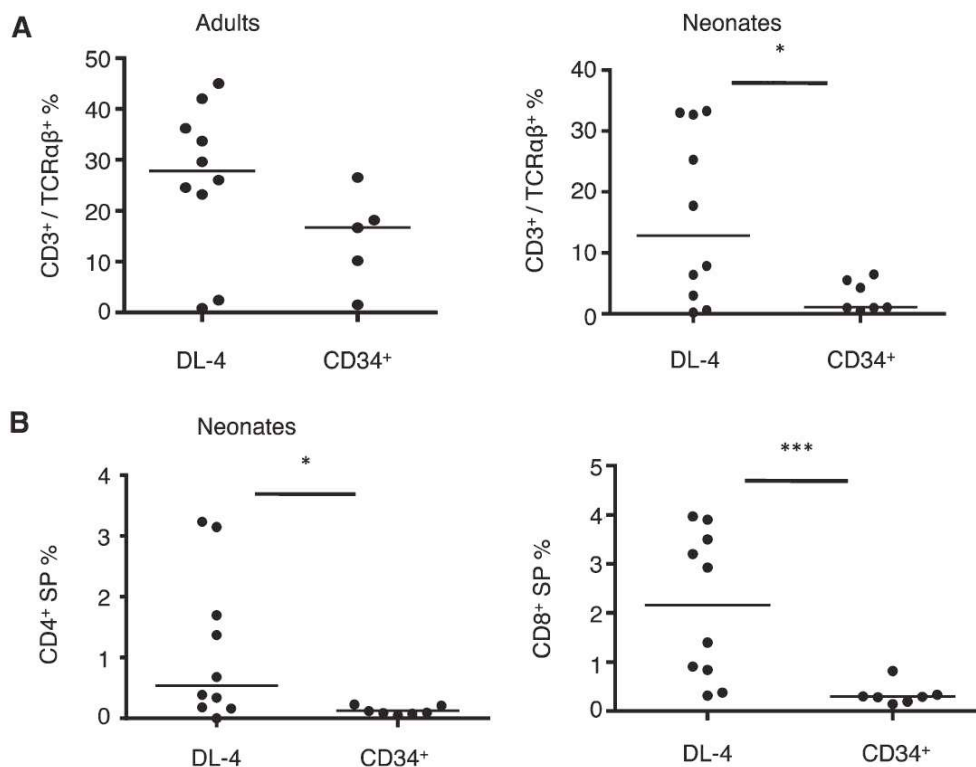 A
Adults
CD3⁺ / TCRαβ⁺ %
50
40
30
20
10
0
DL-4
CD34⁺
Neonates
*
CD3⁺ / TCRαβ⁺ %
40
30
20
10
0
DL-4
CD34⁺
B
Neonates
*
CD4⁺ SP %
4
3
2
1
0
DL-4
CD34⁺
***
CD8⁺ SP %
5
4
3
2
1
0
DL-4
CD34⁺